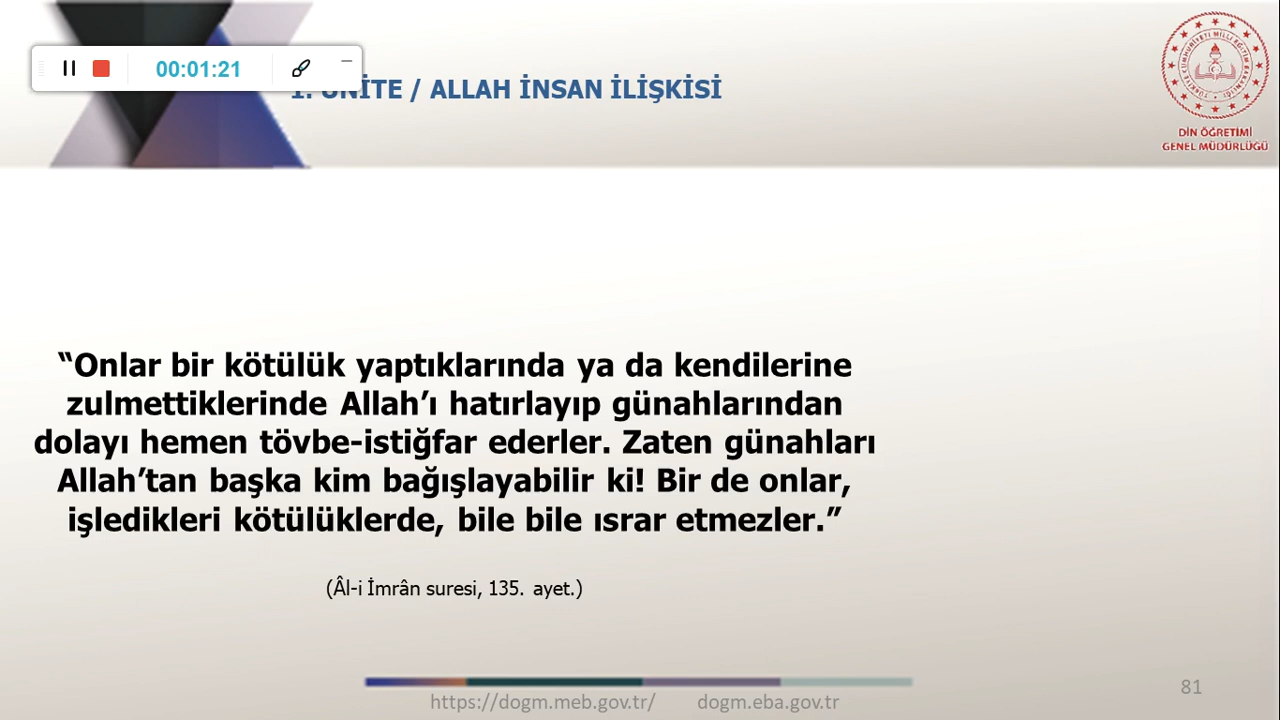 00:01:21
1. ÜNİTE / ALLAH İNSAN İLİŞKİSİ
DİN ÖĞRETİMİ
GENEL MÜDÜRLÜĞÜ
“Onlar bir kötülük yaptıklarında ya da kendilerine
zulmettiklerinde Allah’ı hatırlayıp günahlarından
dolayı hemen tövbe-istiğfar ederler. Zaten günahları
Allah’tan başka kim bağışlayabilir ki! Bir de onlar,
işledikleri kötülüklerde, bile bile ısrar etmezler.”
(Âl-i İmrân suresi, 135. ayet.)
https://dogm.meb.gov.tr/ dogm.eba.gov.tr
81